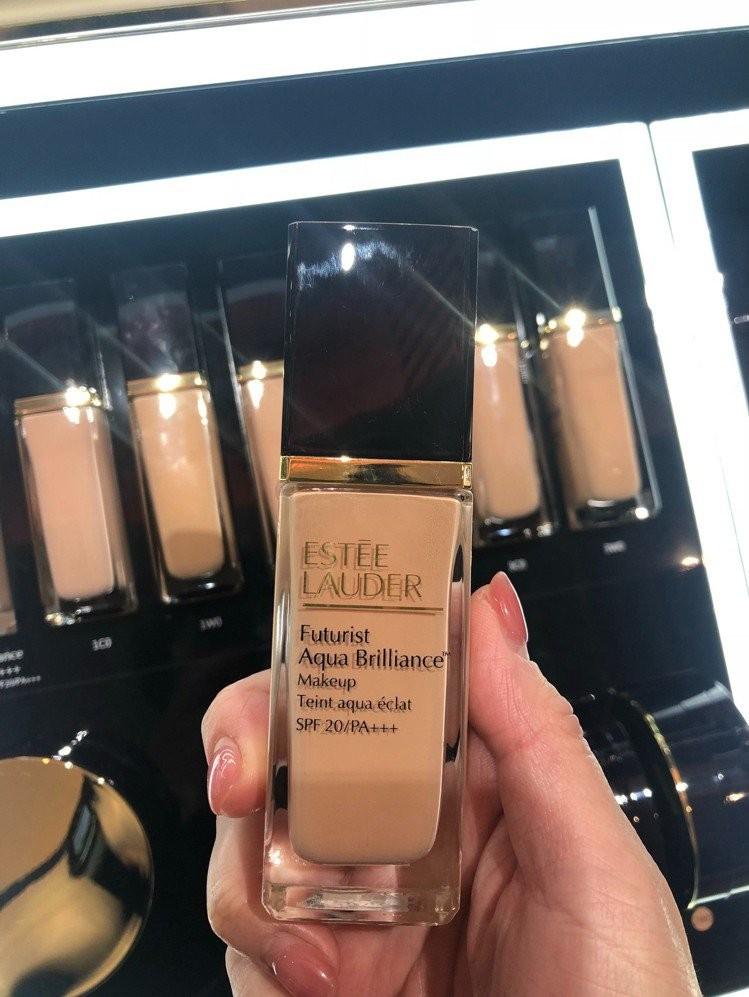 ESTĒE
LAUDER
Futurist
Aqua Brilliance™
Makeup
Teint aqua éclat
SPF 20/PA+++
1C0
1W0